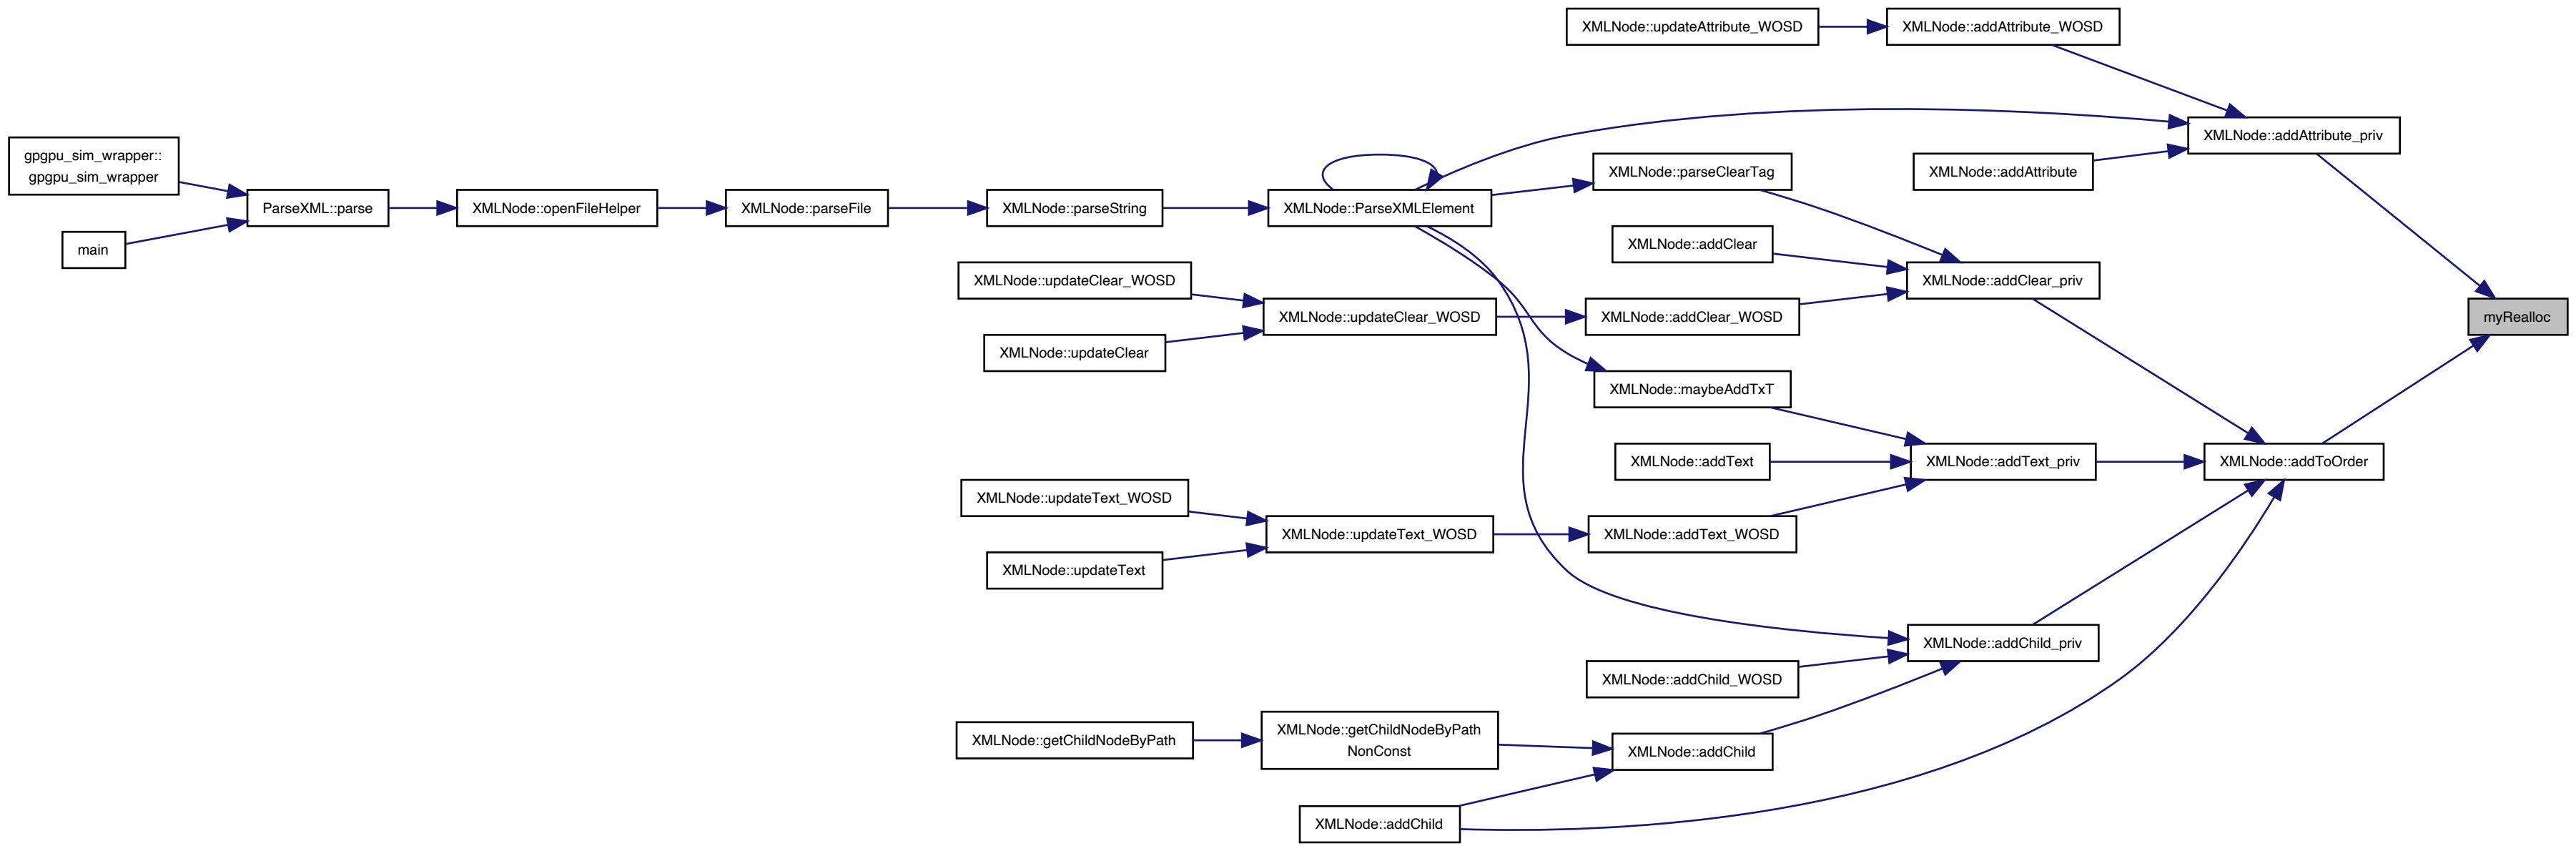 XMLNode::updateAttribute_WOSD
XMLNode::addAttribute_WOSD
XMLNode::addAttribute_priv
gpgpu_sim_wrapper::
gpgpu_sim_wrapper
XMLNode::parseClearTag
XMLNode::addAttribute
ParseXML::parse
XMLNode::openFileHelper
XMLNode::parseFile
XMLNode::parseString
XMLNode::ParseXMLElement
main
XMLNode::addClear
XMLNode::updateClear_WOSD
XMLNode::addClear_priv
XMLNode::updateClear_WOSD
XMLNode::addClear_WOSD
myRealloc
XMLNode::updateClear
XMLNode::maybeAddTxT
XMLNode::addText
XMLNode::addText_priv
XMLNode::addToOrder
XMLNode::updateText_WOSD
XMLNode::updateText_WOSD
XMLNode::addText_WOSD
XMLNode::updateText
XMLNode::addChild_priv
XMLNode::addChild_WOSD
XMLNode::getChildNodeByPath
XMLNode::getChildNodeByPath
NonConst
XMLNode::addChild
XMLNode::addChild